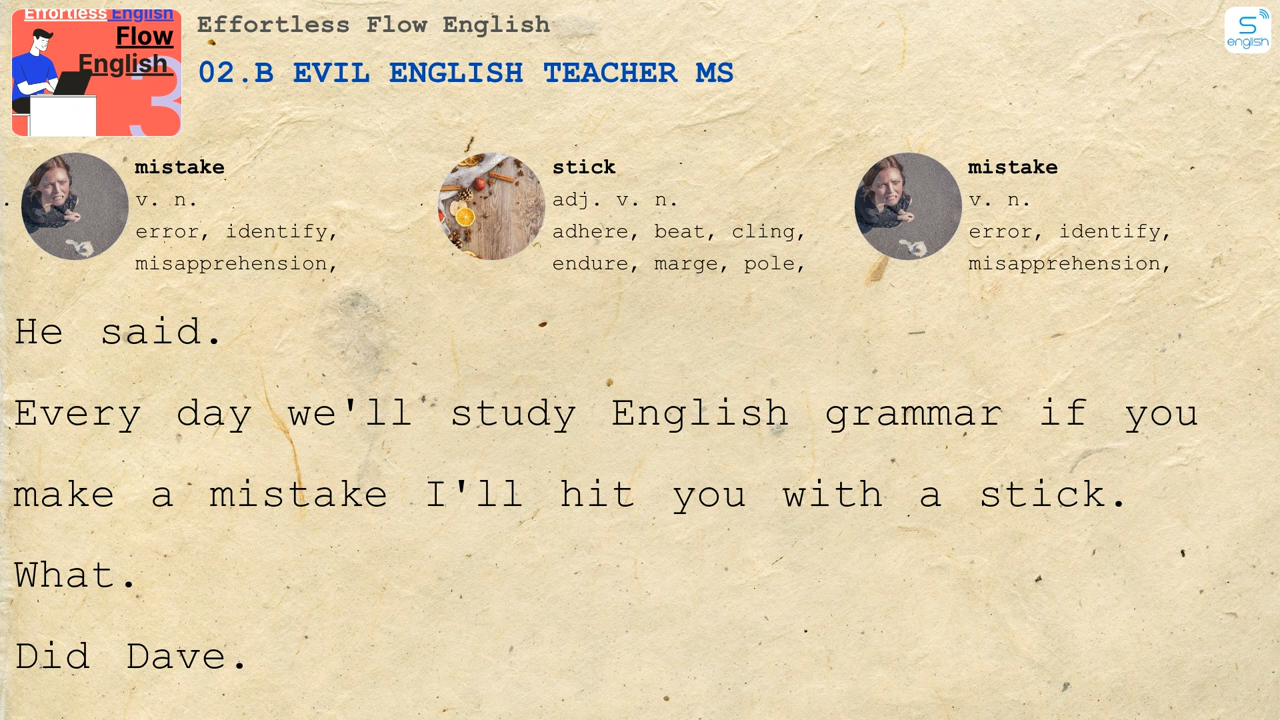 Effortless English
Flow
English
3
Effortless Flow English
02.B EVIL ENGLISH TEACHER MS
S
english
mistake
v. n.
error, identify,
misapprehension,
stick
adj. v. n.
adhere, beat, cling,
endure, marge, pole,
mistake
v. n.
error, identify,
misapprehension,
He said.
Every day we'll study English grammar if you
make a mistake I'll hit you with a stick.
What.
Did Dave.